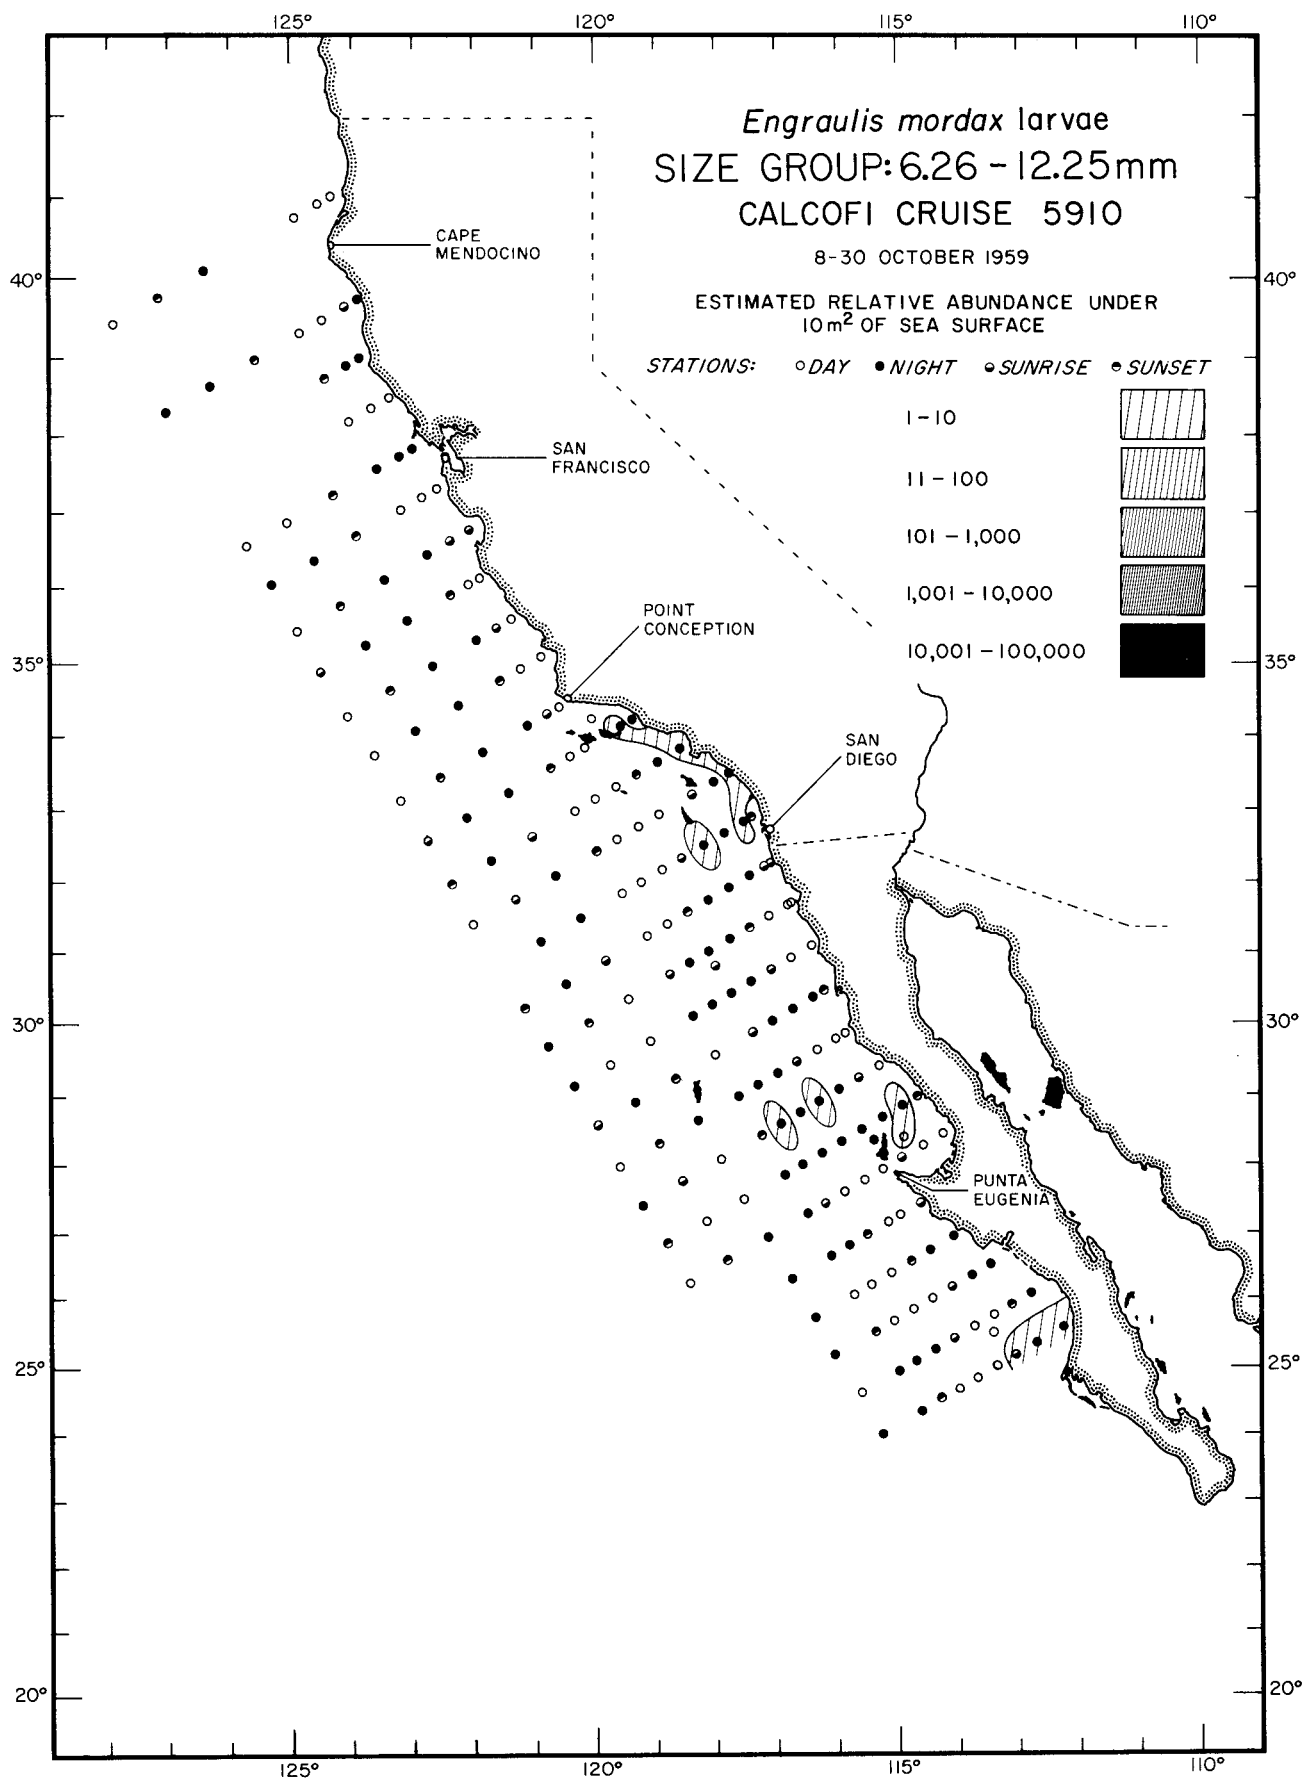 125°
120°
115°
110°
Engraulis mordax larvae
SIZE GROUP: 6.26 - 12.25mm
CALCOFI CRUISE 5910
8-30 OCTOBER 1959
ESTIMATED RELATIVE ABUNDANCE UNDER
10m² OF SEA SURFACE
STATIONS: ○ DAY ● NIGHT SUNRISE SUNSET
1-10
11-100
101-1,000
1,001-10,000
10,001-100,000
CAPE
MENDOCINO
40°
40°
SAN
FRANCISCO
POINT
CONCEPTION
35°
35°
SAN
DIEGO
30°
30°
PUNTA
EUGENIA
25°
25°
20°
20°
125°
120°
115°
110°